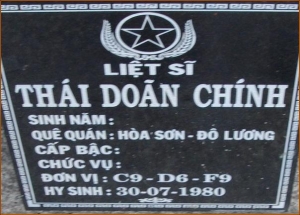 LIỆT SĨ
THÁI DOÃN CHÍNH
SINH NĂM :
QUÊ QUÁN : HÒA SƠN - ĐÔ LƯƠNG
CẤP BẬC :
CHỨC VỤ :
ĐƠN VỊ : C9 - D6 - F9
HY SINH : 30-07-1980